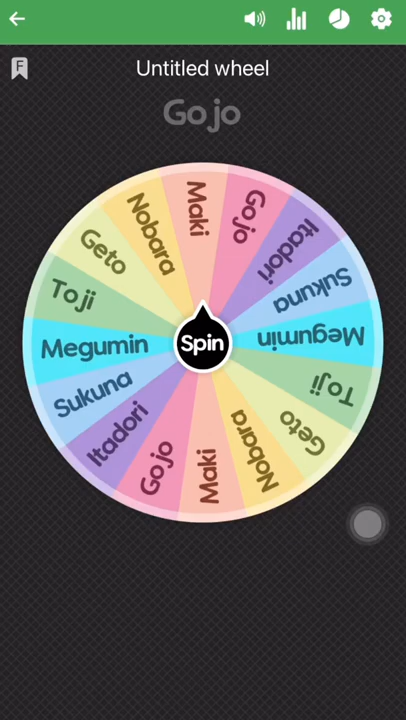 F
Untitled wheel
Gojo
Maki
Gojo
Itadori
Sukuna
Megumin
Toji
Geto
Nobara
Maki
Gojo
Itadori
Sukuna
Megumin
Toji
Geto
Nobara
Spin